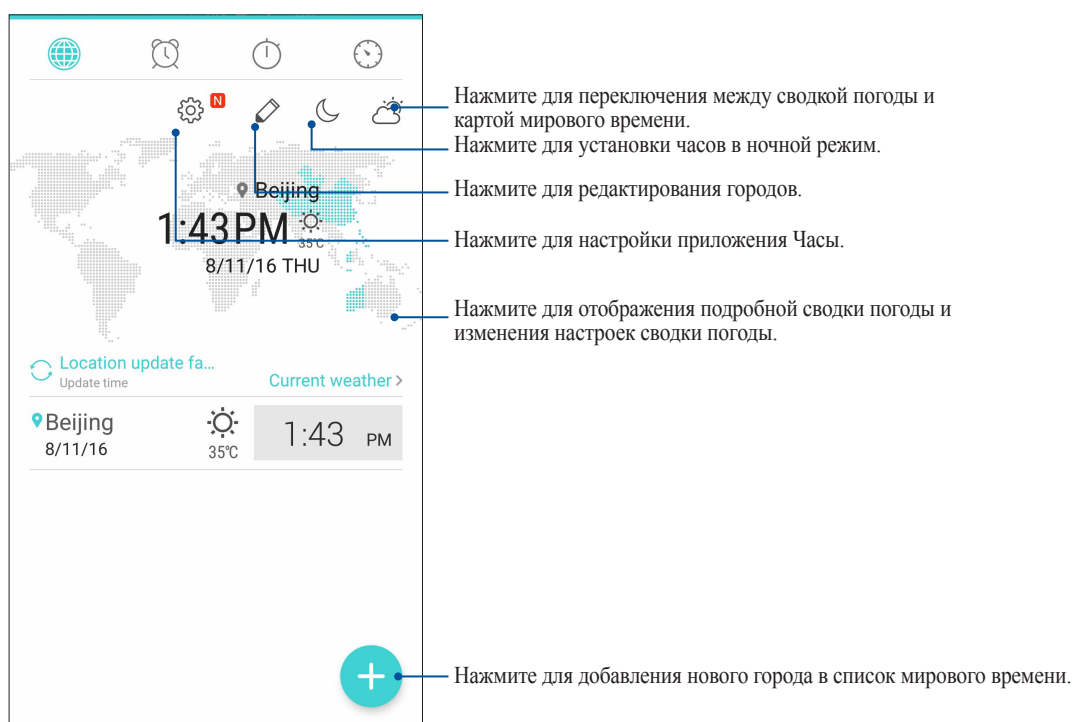 N
Нажмите для переключения между сводкой погоды и
картой мирового времени.
Нажмите для установки часов в ночной режим.
Beijing
Нажмите для редактирования городов.
1:43PM
35°C
Нажмите для настройки приложения Часы.
8/11/16 THU
Нажмите для отображения подробной сводки погоды и
изменения настроек сводки погоды.
Location update fa...
Update time
Current weather >
Beijing
8/11/16
35°C
1:43 PM
Нажмите для добавления нового города в список мирового времени.